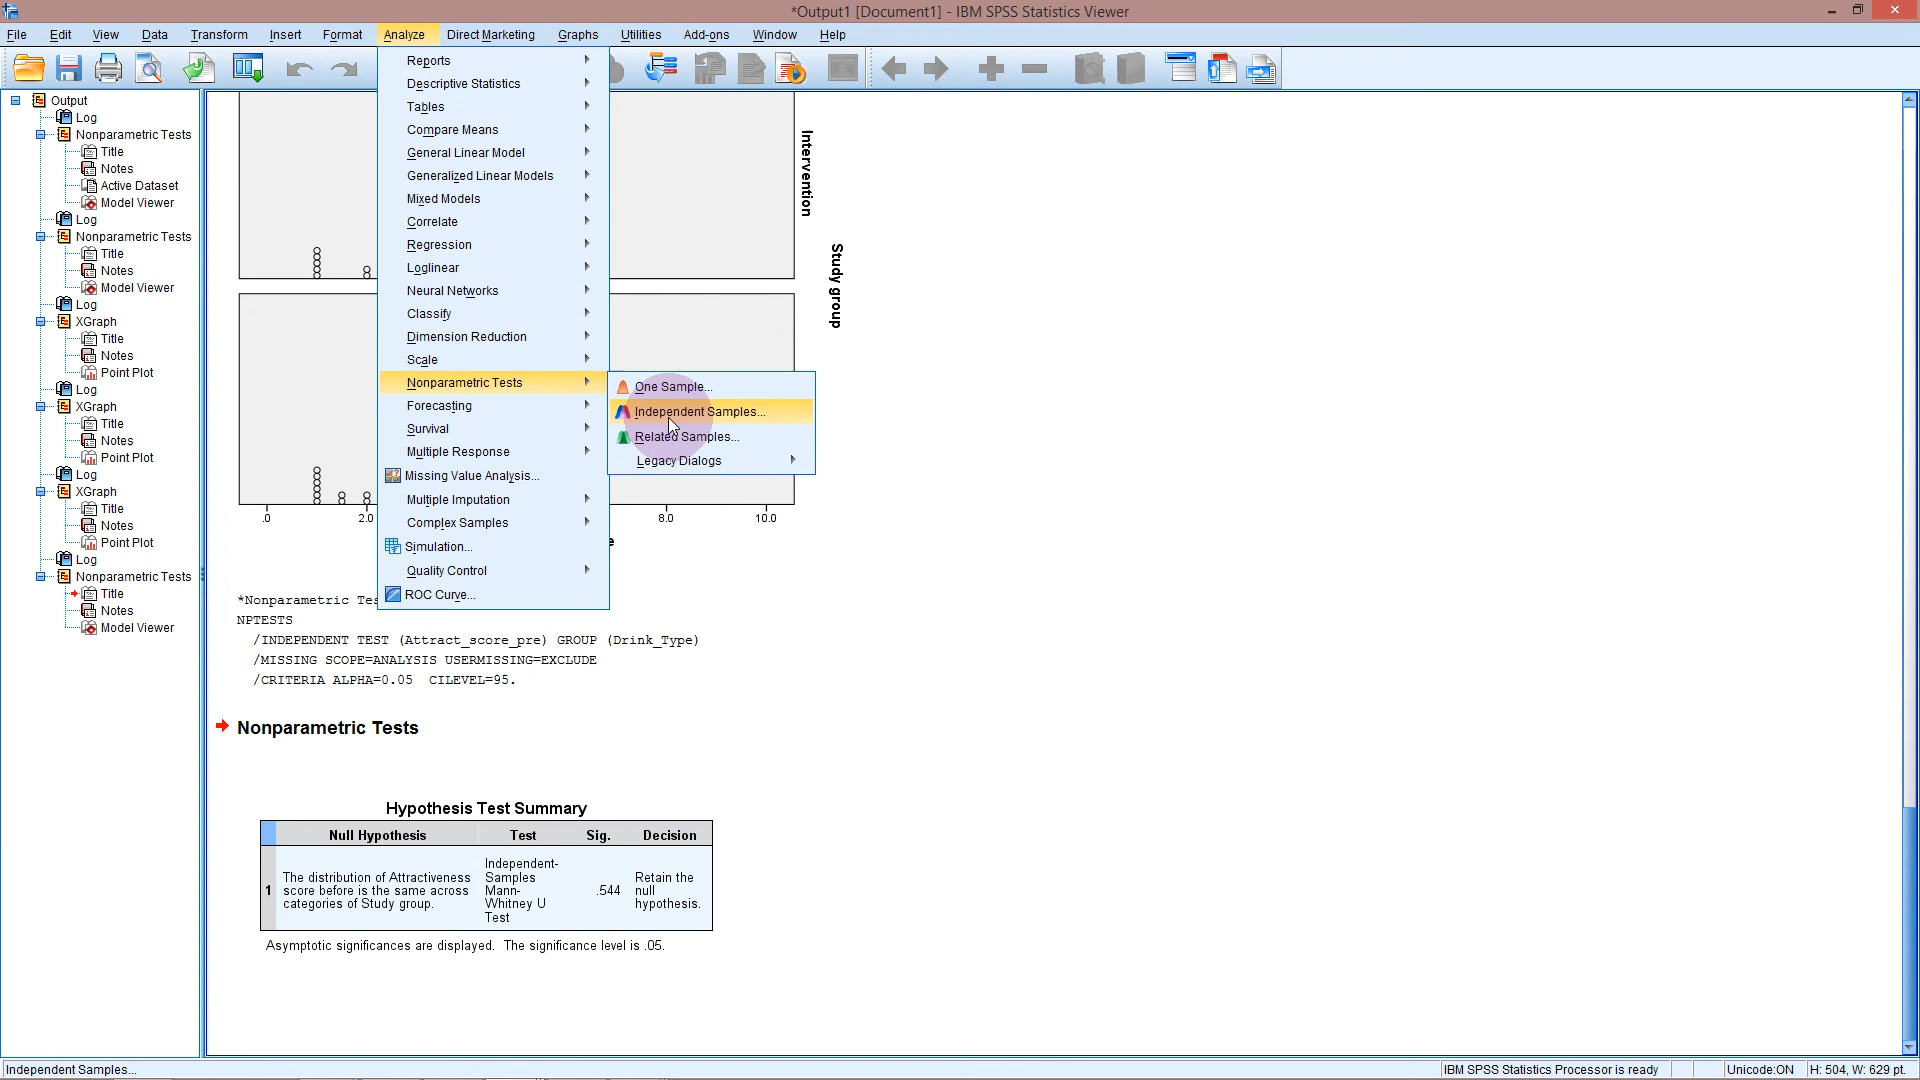 *Output1 [Document1] - IBM SPSS Statistics Viewer
File Edit View Data Transform Insert Format Analyze Direct Marketing Graphs Utilities Add-ons Window Help
Output
Log
Nonparametric Tests
Title
Notes
Active Dataset
Model Viewer
Log
Nonparametric Tests
Title
Notes
Model Viewer
Log
XGraph
Title
Notes
Point Plot
Log
XGraph
Title
Notes
Point Plot
Log
XGraph
Title
Notes
Point Plot
Log
Nonparametric Tests
Title
Notes
Model Viewer
Reports
Descriptive Statistics
Tables
Compare Means
General Linear Model
Generalized Linear Models
Mixed Models
Correlate
Regression
Loglinear
Neural Networks
Classify
Dimension Reduction
Scale
Nonparametric Tests
Forecasting
Survival
Multiple Response
Missing Value Analysis...
Multiple Imputation
Complex Samples
Simulation...
Quality Control
ROC Curve...
One Sample...
Independent Samples...
Related Samples...
Legacy Dialogs
Intervention
Study group
.0 2.0 8.0 10.0
*Nonparametric
NPTESTS
/INDEPENDENT TEST (Attract_score_pre) GROUP (Drink_Type)
/MISSING SCOPE=ANALYSIS USERMISSING=EXCLUDE
/CRITERIA ALPHA=0.05 CILEVEL=95.
Nonparametric Tests
Hypothesis Test Summary
Null Hypothesis Test Sig. Decision
1
The distribution of Attractiveness
score before is the same across
categories of Study group.
Independent-
Samples
Mann-
Whitney U
Test
.544
Retain the
null
hypothesis.
Asymptotic significances are displayed. The significance level is .05.
Independent Samples...
IBM SPSS Statistics Processor is ready
Unicode:ON
H: 504, W: 629 pt.